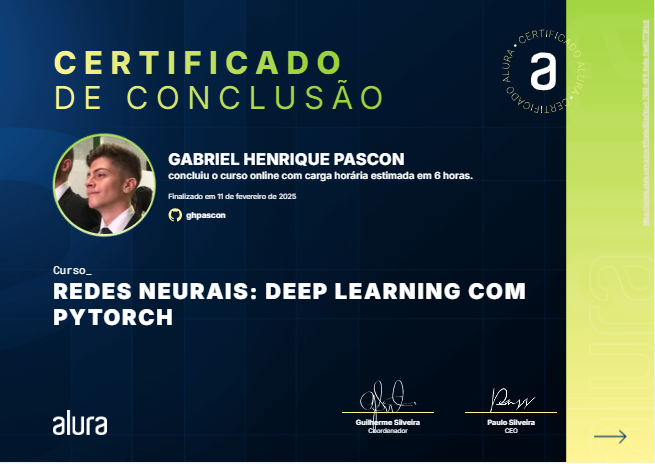 CERTIFICADO
DE CONCLUSÃO
CERTIFICADO ALURA • CERTIFICADO ALURA •
a
GABRIEL HENRIQUE PASCON
concluiu o curso online com carga horária estimada em 6 horas.
Finalizado em 11 de fevereiro de 2025
ghpascon
Curso_
REDES NEURAIS: DEEP LEARNING COM
PYTORCH
alura
Guilherme Silveira
Coordenador
Paulo Silveira
CEO
alura